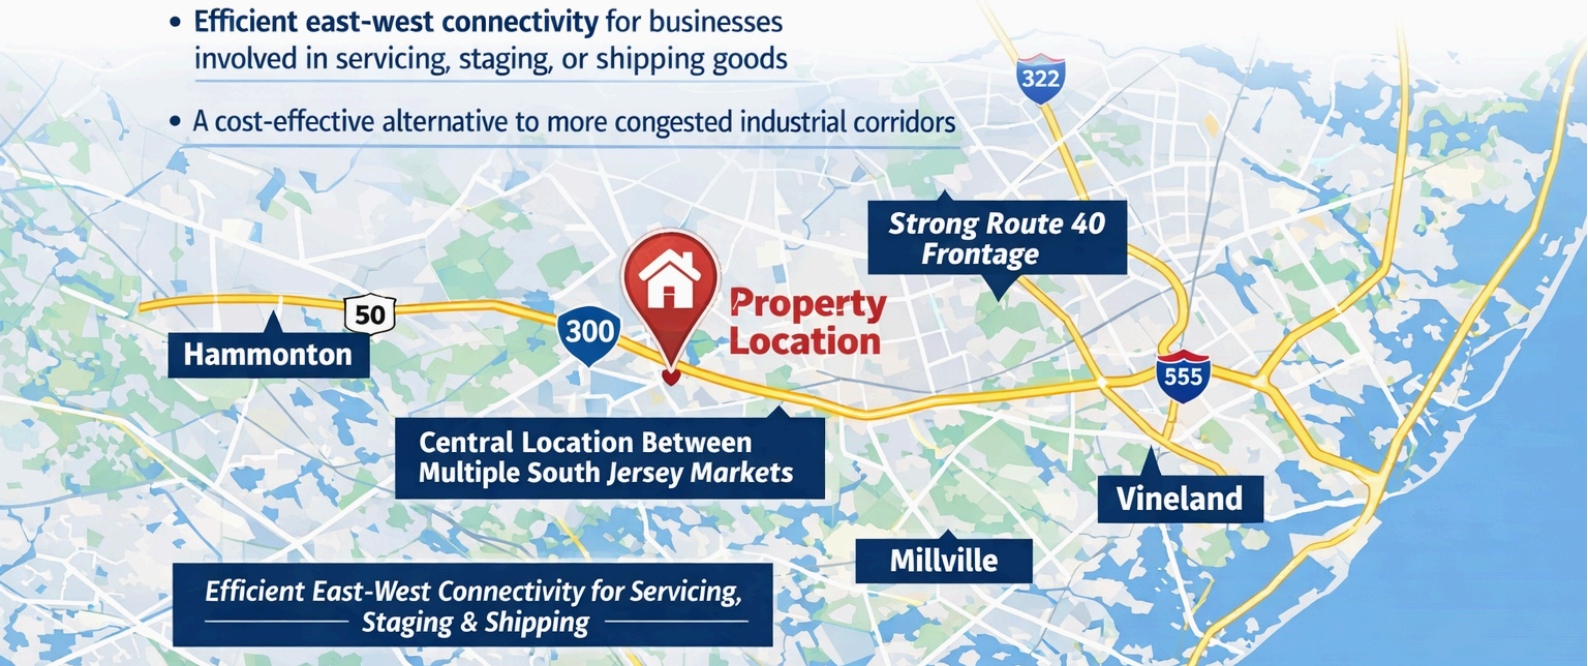 • Efficient east-west connectivity for businesses
involved in servicing, staging, or shipping goods
• A cost-effective alternative to more congested industrial corridors
322
Strong Route 40
Frontage
Property
Location
50
300
Hammonton
555
Central Location Between
Multiple South Jersey Markets
Vineland
Millville
Efficient East-West Connectivity for Servicing,
Staging & Shipping